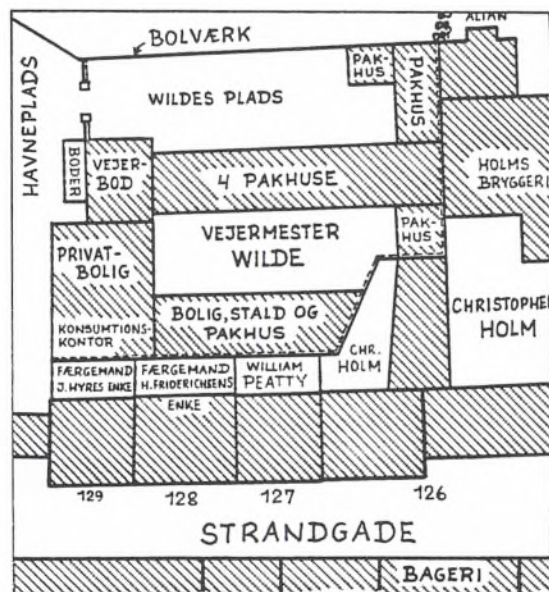 ALTAN
BOLVÆRK
HAVNEPLADS
WILDES PLADS
PAK-
HUS
PAKHUS
BODER
VEJER-
BOD
4 PAKHUSE
HOLMS
BRYGGERI
PRIVAT-
BOLIG
VEJERMESTER
WILDE
PAK-
HUS
KONSUMTIONS-
KONTOR
BOLIG, STALD OG
PAKHUS
CHRISTOPHER
HOLM
CHR.
HOLM
FÆRGEMAND
J. HYRES ENKE
FÆRGEMAND
H. FRIDERICHSENS
ENKE
WILLIAM
PEATTY
129
128
127
126
STRANDGADE
BAGERI